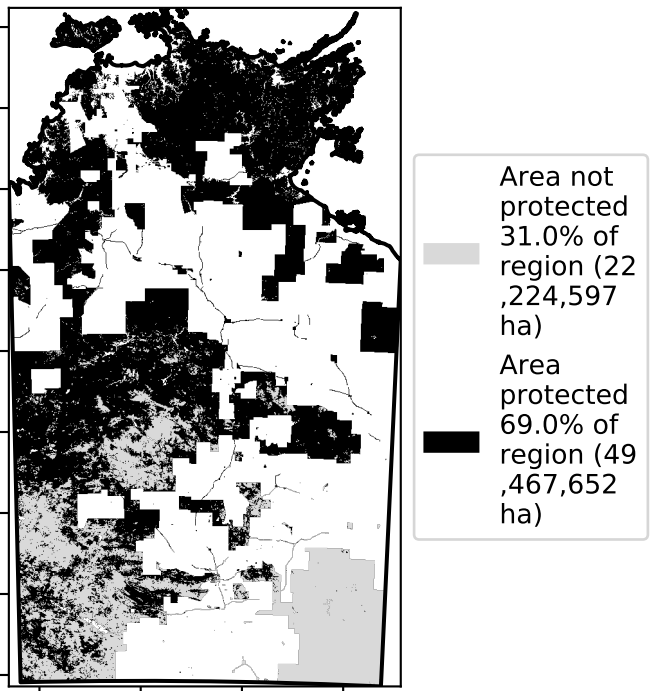 Area not
protected
31.0% of
region (22
,224,597
ha)
Area
protected
69.0% of
region (49
,467,652
ha)